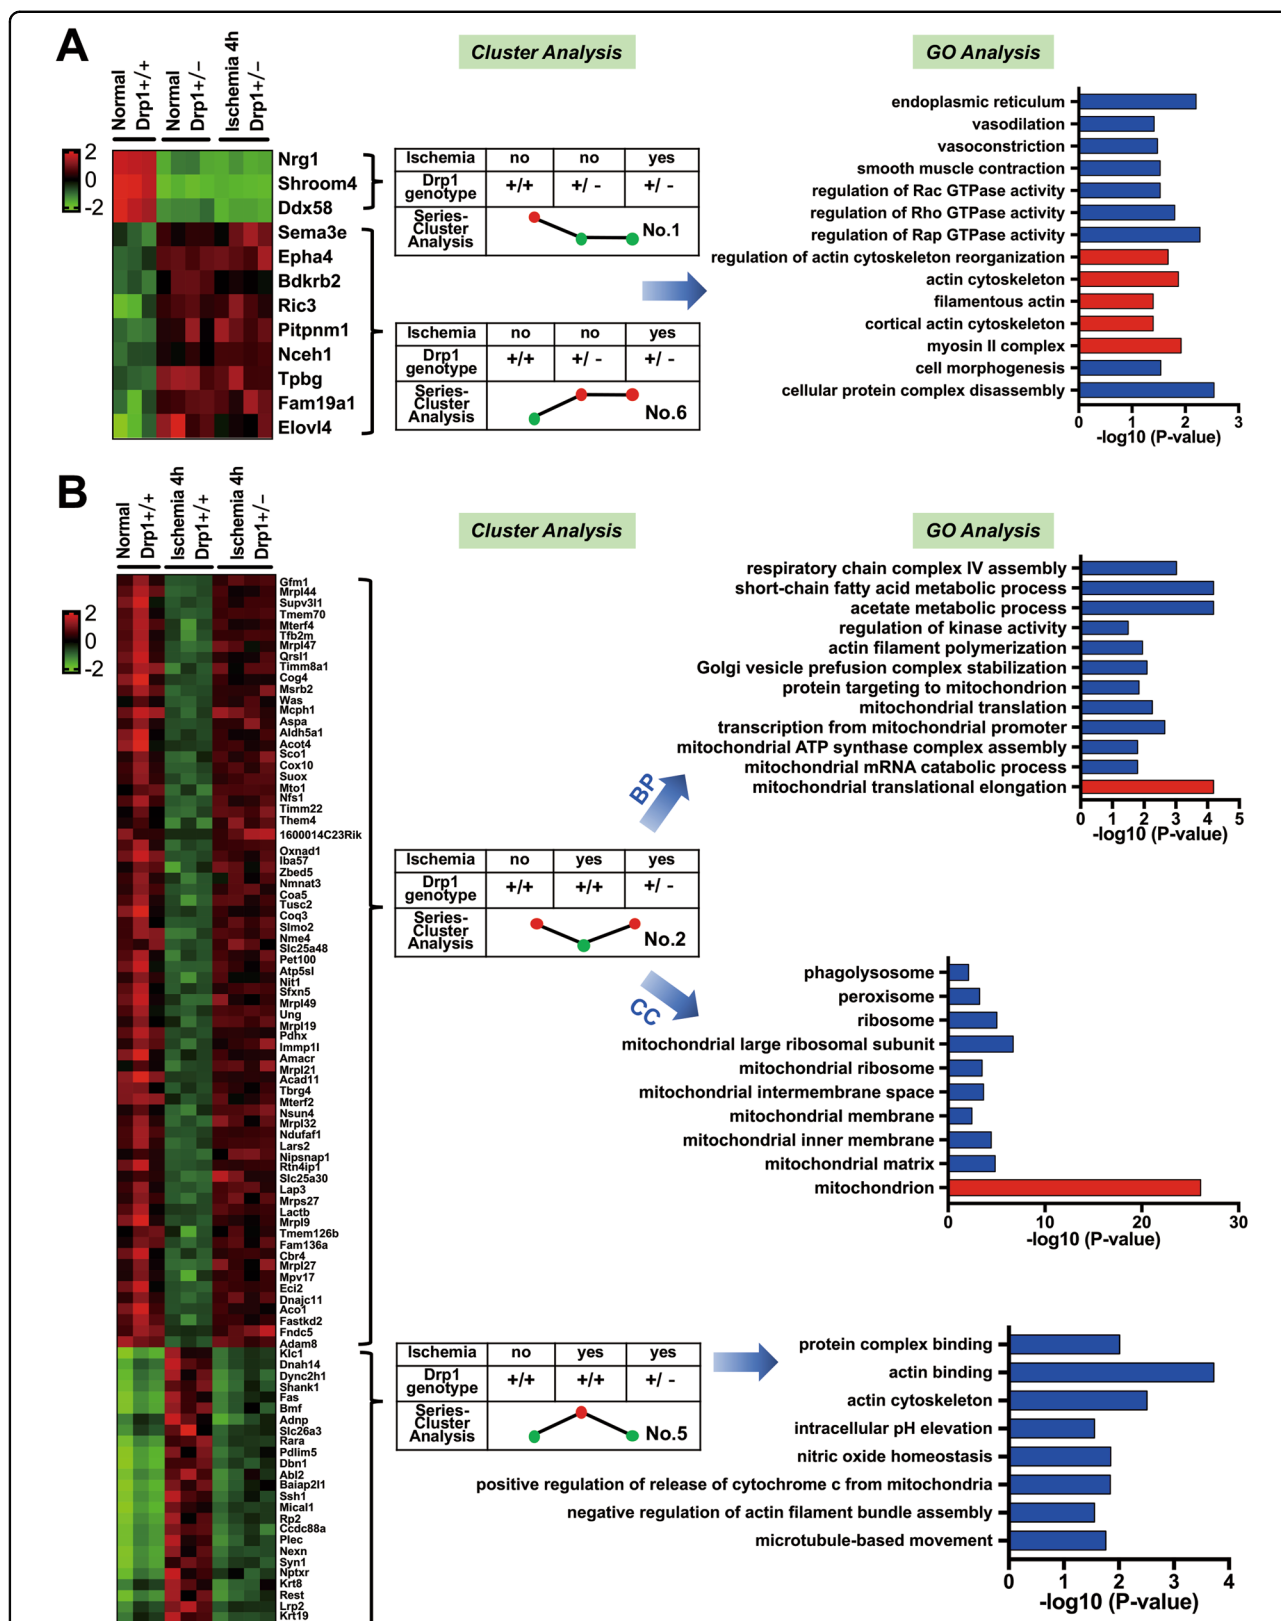 A
Normal
Drp1+/+
Normal
Drp1+/-
Ischemia 4h
Drp1+/-
Cluster Analysis
GO Analysis
2
0
-2
Nrg1
Shroom4
Ddx58
Sema3e
Epha4
Bdkrb2
Ric3
Pitpnm1
Nceh1
Tpbg
Fam19a1
Elovl4
Ischemia no no yes
Drp1 genotype +/+ +/ - +/ -
Series-
Cluster
Analysis
No.1
Ischemia no no yes
Drp1 genotype +/+ +/ - +/ -
Series-
Cluster
Analysis
No.6
endoplasmic reticulum
vasodilation
vasoconstriction
smooth muscle contraction
regulation of Rac GTPase activity
regulation of Rho GTPase activity
regulation of Rap GTPase activity
regulation of actin cytoskeleton reorganization
actin cytoskeleton
filamentous actin
cortical actin cytoskeleton
myosin II complex
cell morphogenesis
cellular protein complex disassembly
0 1 2 3
-log10 (P-value)
B
Normal
Drp1+/+
Ischemia 4h
Drp1+/+
Ischemia 4h
Drp1+/−
Cluster Analysis
GO Analysis
2
0
-2
Gfm1
Mrpl44
Supv3l1
Tmem70
Mterf4
Tfb2m
Mrpl47
Qrsl1
Timm8a1
Cog4
Msrb2
Was
Mcph1
Aspa
Aldh5a1
Acot4
Sco1
Cox10
Suox
Mto1
Nfs1
Timm22
Them4
1600014C23Rik
Oxnad1
Iba57
Zbed5
Nmnat3
Coa5
Tusc2
Coq3
Slmo2
Nme4
Slc25a48
Pet100
Atp5sl
Nit1
Sfxn5
Mrpl49
Ung
Mrpl19
Pdhx
Immp1l
Amacr
Mrpl21
Acad11
Tbrg4
Mterf2
Nsun4
Mrpl32
Ndufaf1
Lars2
Nipsnap1
Rtn4ip1
Slc25a30
Lap3
Mrps27
Lactb
Mrpl9
Tmem126b
Fam136a
Cbr4
Mrpl27
Mpv17
Eci2
Dnajc11
Aco1
Fastkd2
Fndc5
Adam8
Klc1
Dnah14
Dync2h1
Shank1
Fas
Bmf
Adnp
Slc26a3
Rara
Pdlim5
Dbn1
Abl2
Baiap2l1
Ssh1
Mical1
Rp2
Ccdc88a
Plec
Nexn
Syn1
Nptxr
Krt8
Rest
Lrp2
Krt19
Ischemia no yes yes
Drp1 genotype +/+ +/+ +/ -
Series-
Cluster
Analysis
No.2
BP
CC
respiratory chain complex IV assembly
short-chain fatty acid metabolic process
acetate metabolic process
regulation of kinase activity
actin filament polymerization
Golgi vesicle prefusion complex stabilization
protein targeting to mitochondrion
mitochondrial translation
transcription from mitochondrial promoter
mitochondrial ATP synthase complex assembly
mitochondrial mRNA catabolic process
mitochondrial translational elongation
0 1 2 3 4 5
-log10 (P-value)
phagolysosome
peroxisome
ribosome
mitochondrial large ribosomal subunit
mitochondrial ribosome
mitochondrial intermembrane space
mitochondrial membrane
mitochondrial inner membrane
mitochondrial matrix
mitochondrion
0 10 20 30
-log10 (P-value)
Ischemia no yes yes
Drp1 genotype +/+ +/+ +/ -
Series-
Cluster
Analysis
No.5
protein complex binding
actin binding
actin cytoskeleton
intracellular pH elevation
nitric oxide homeostasis
positive regulation of release of cytochrome c from mitochondria
negative regulation of actin filament bundle assembly
microtubule-based movement
0 1 2 3 4
-log10 (P-value)